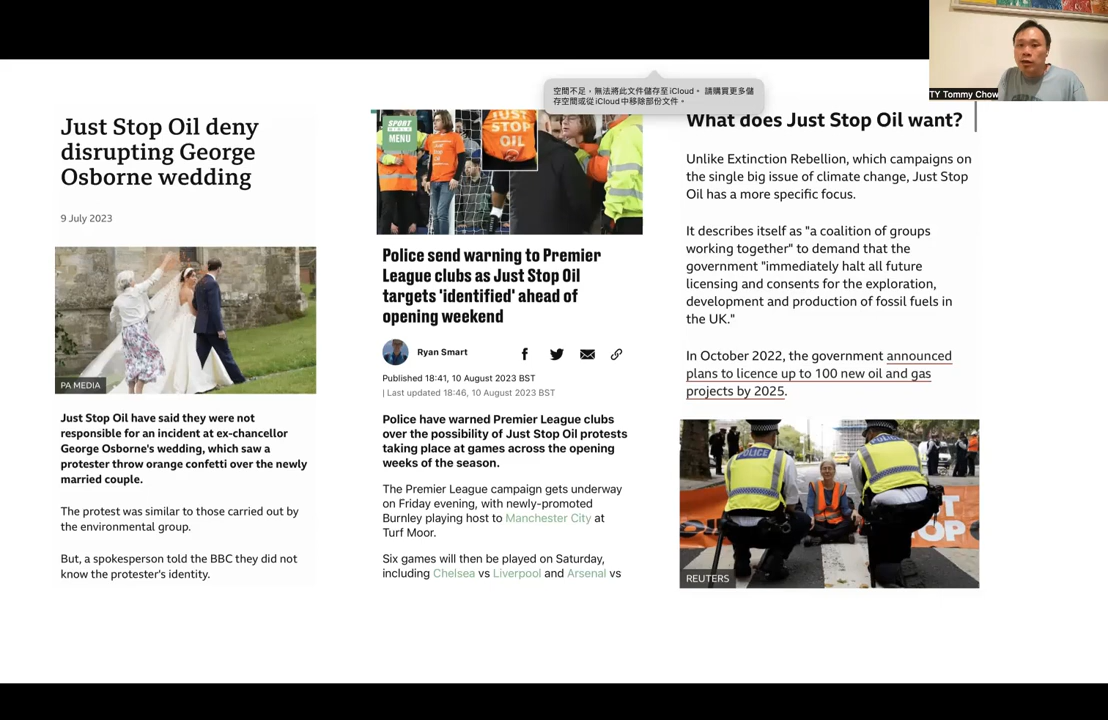 TY Tommy Chow
空間不足，無法將此文件儲存至 iCloud。 請購買更多儲
存空間或從 iCloud 中移除部份文件。
Just Stop Oil deny
disrupting George
Osborne wedding
9 July 2023
PA MEDIA
Just Stop Oil have said they were not
responsible for an incident at ex-chancellor
George Osborne's wedding, which saw a
protester throw orange confetti over the newly
married couple.
The protest was similar to those carried out by
the environmental group.
But, a spokesperson told the BBC they did not
know the protester's identity.
SPORT
BIBLE
MENU
JUST
STOP
OIL
Police send warning to Premier
League clubs as Just Stop Oil
targets 'identified' ahead of
opening weekend
Ryan Smart
Published 18:41, 10 August 2023 BST
| Last updated 18:46, 10 August 2023 BST
Police have warned Premier League clubs
over the possibility of Just Stop Oil protests
taking place at games across the opening
weeks of the season.
The Premier League campaign gets underway
on Friday evening, with newly-promoted
Burnley playing host to Manchester City at
Turf Moor.
Six games will then be played on Saturday,
including Chelsea vs Liverpool and Arsenal vs
What does Just Stop Oil want?
Unlike Extinction Rebellion, which campaigns on
the single big issue of climate change, Just Stop
Oil has a more specific focus.
It describes itself as "a coalition of groups
working together" to demand that the
government "immediately halt all future
licensing and consents for the exploration,
development and production of fossil fuels in
the UK."
In October 2022, the government announced
plans to licence up to 100 new oil and gas
projects by 2025.
POLICE
POLICE
REUTERS